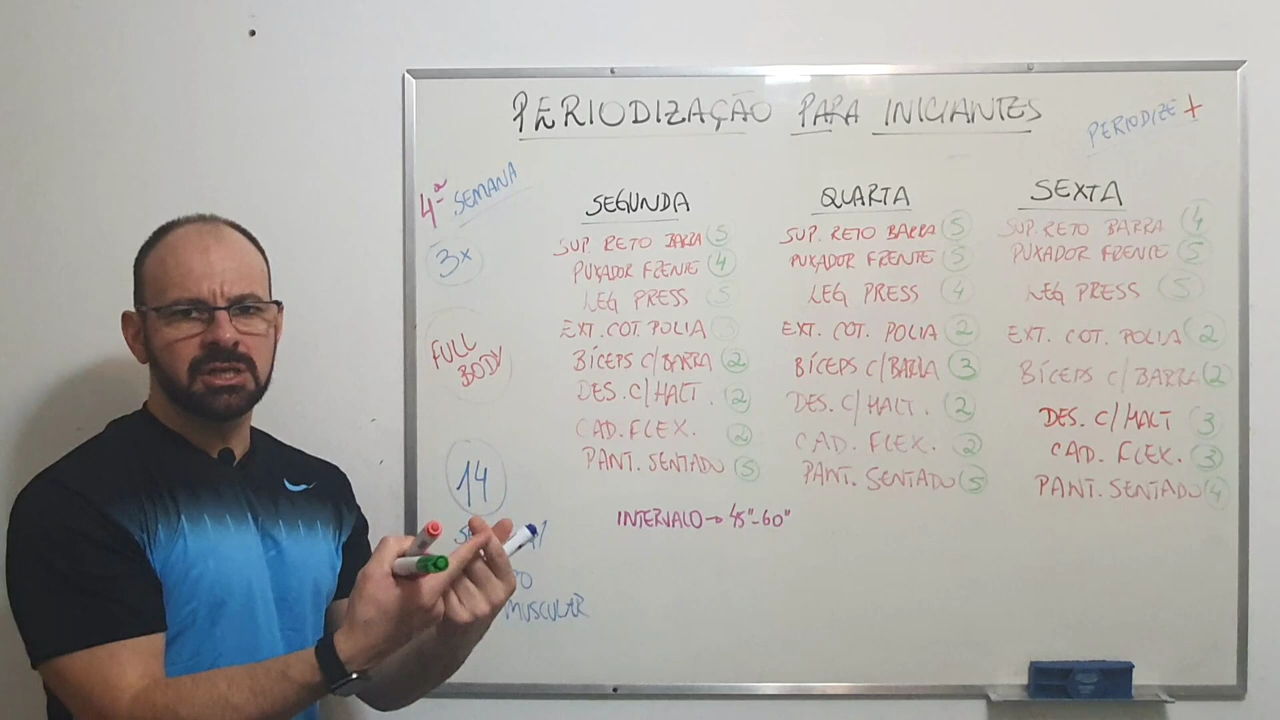 PERIODIZAÇÃO PARA INICIANTES
PERIODIZE +
4ª SEMANA
3x
FULL BODY
14
MUSCULAR
SEGUNDA
SUP. RETO BARRA 5
PUXADOR FRENTE 4
LEG PRESS 5
EXT. COT. POLIA 3
BÍCEPS C/BARRA 2
DES. C/HALT. 2
CAD. FLEX. 2
PANT. SENTADO 5
QUARTA
SUP. RETO BARRA 5
PUXADOR FRENTE 5
LEG PRESS 4
EXT. COT. POLIA 2
BÍCEPS C/BARRA 3
DES. C/HALT. 2
CAD. FLEX. 2
PANT. SENTADO 5
SEXTA
SUP. RETO BARRA 4
PUXADOR FRENTE 5
LEG PRESS 5
EXT. COT. POLIA 2
BÍCEPS C/BARRA 2
DES. C/HALT 3
CAD. FLEX. 3
PANT. SENTADO 4
INTERVALO → 45"-60"